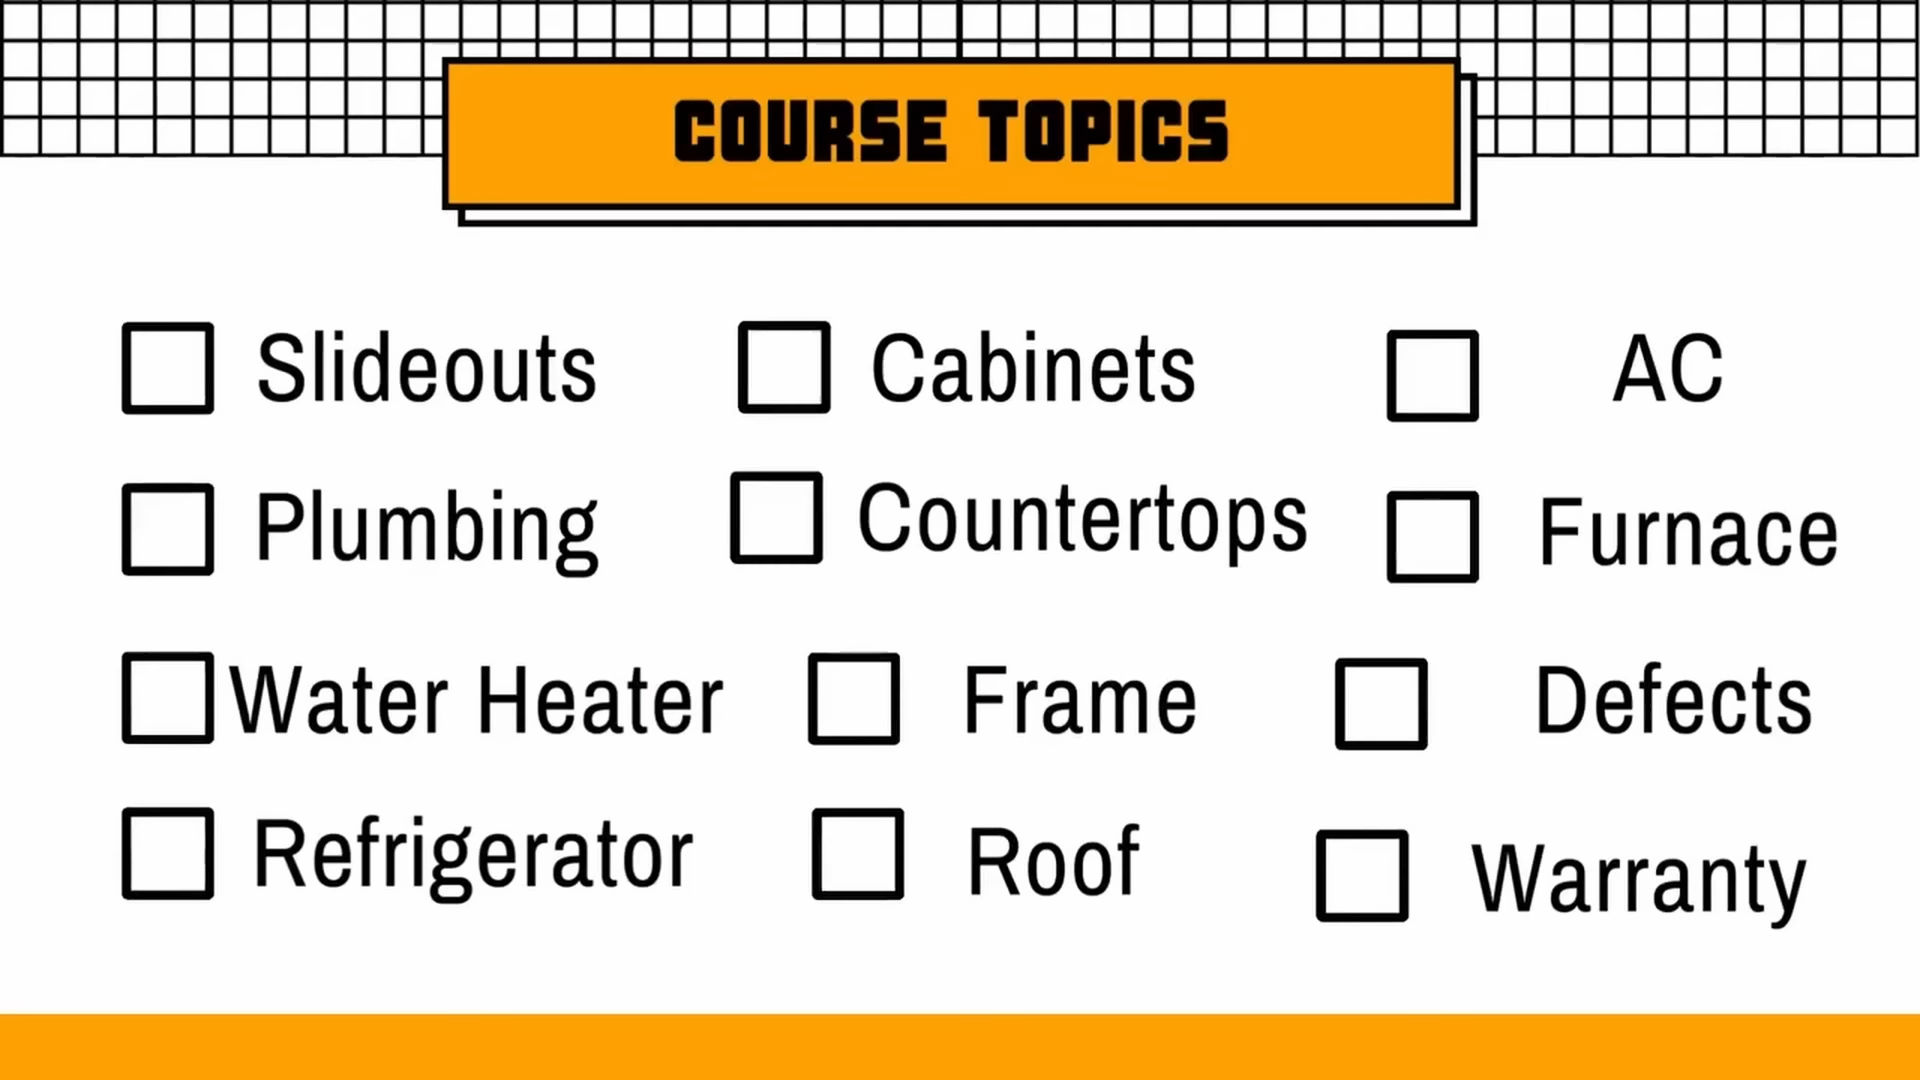 COURSE TOPICS
Slideouts
Cabinets
AC
Plumbing
Countertops
Furnace
Water Heater
Frame
Defects
Refrigerator
Roof
Warranty